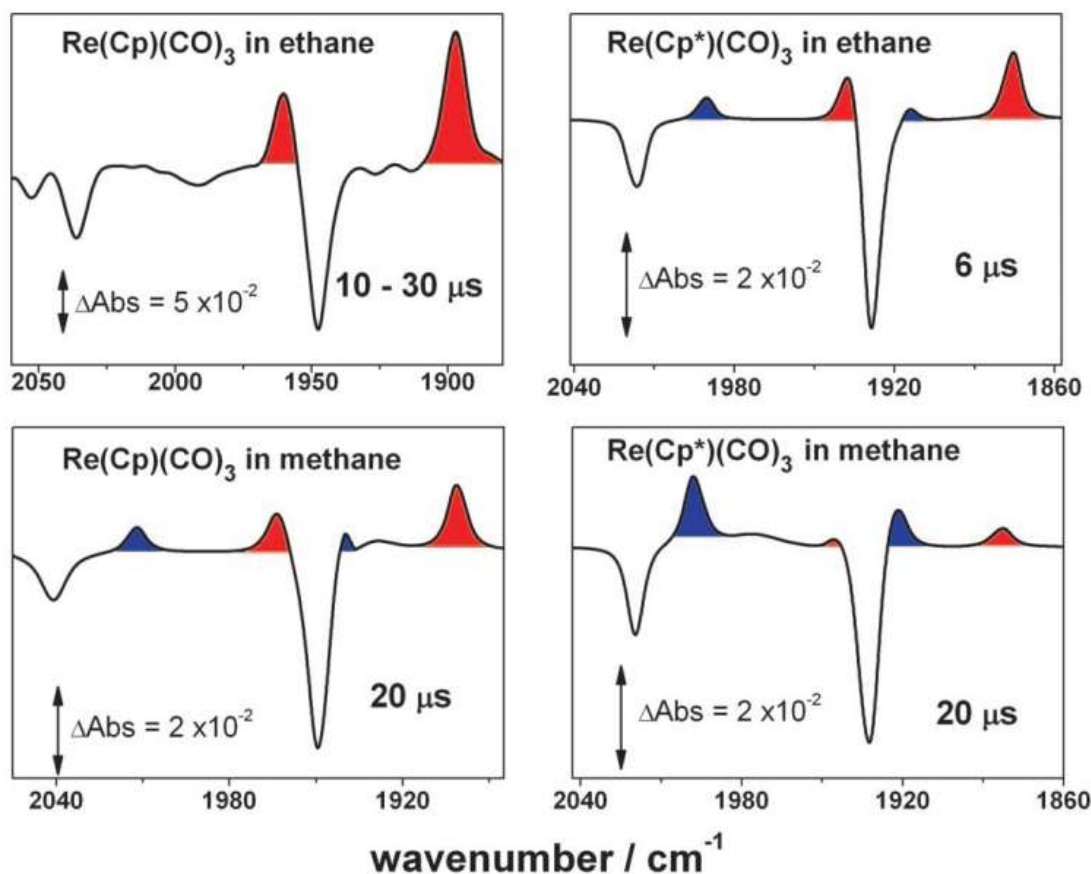 Re(Cp)(CO)₃ in ethane
10 - 30 μs
ΔAbs = 5 x10⁻²
2050 2000 1950 1900
Re(Cp*)(CO)₃ in ethane
6 μs
ΔAbs = 2 x10⁻²
2040 1980 1920 1860
Re(Cp)(CO)₃ in methane
20 μs
ΔAbs = 2 x10⁻²
2040 1980 1920
Re(Cp*)(CO)₃ in methane
20 μs
ΔAbs = 2 x10⁻²
2040 1980 1920 1860
wavenumber / cm⁻¹